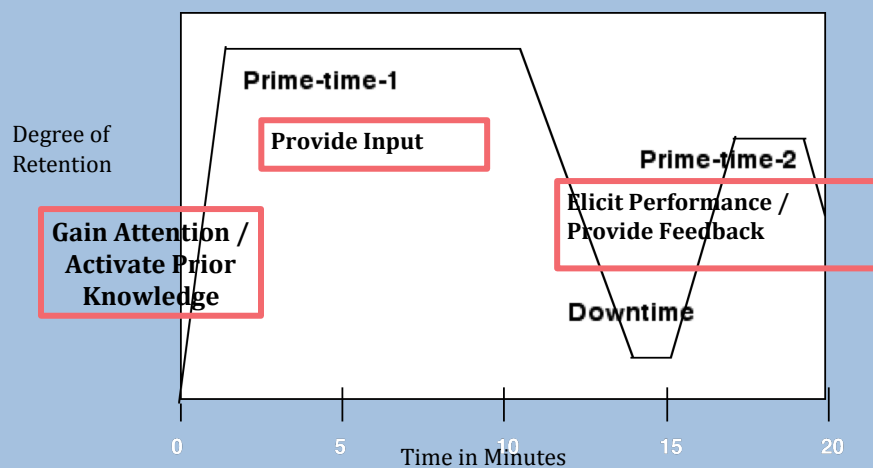 Prime-time-1
Provide Input
Degree of
Retention
Prime-time-2
Elicit Performance /
Provide Feedback
Gain Attention /
Activate Prior
Knowledge
Downtime
0 5 10 15 20
Time in Minutes